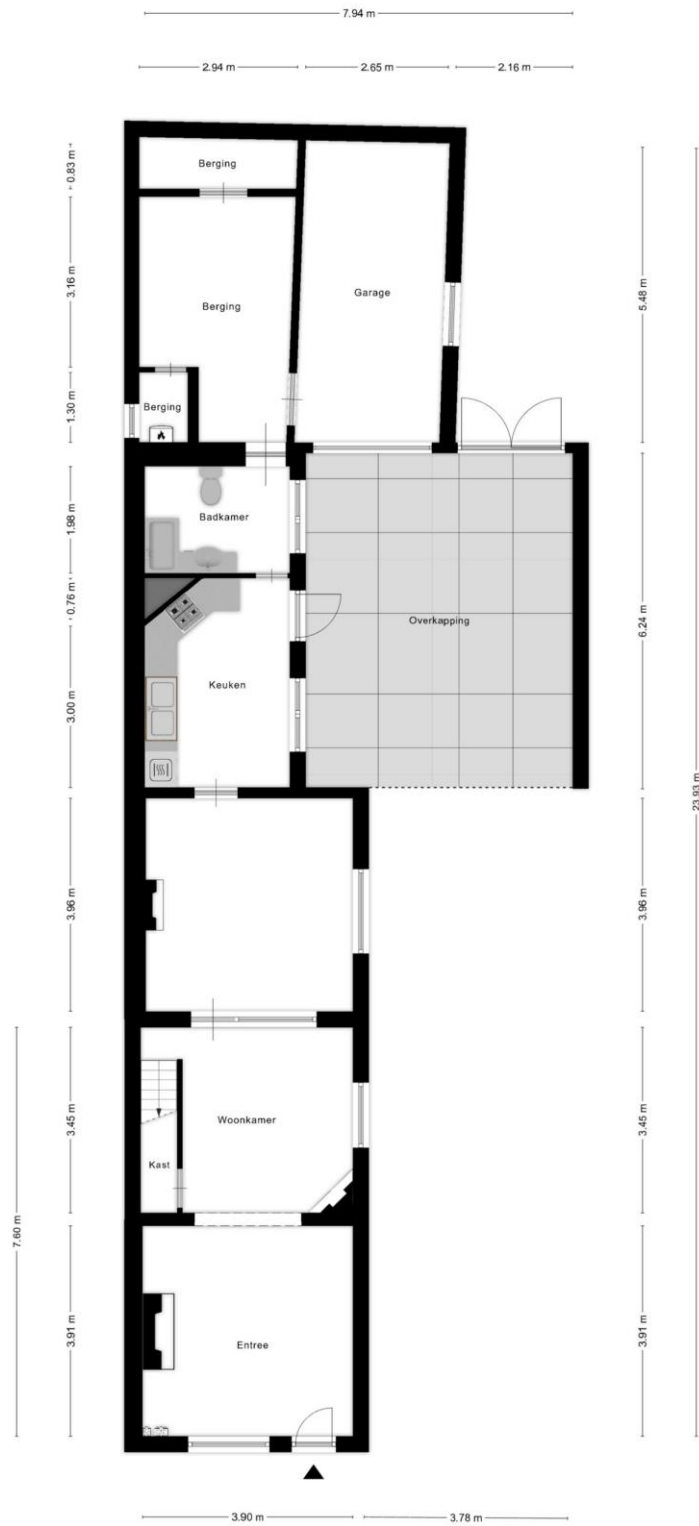 7.94 m
2.94 m
2.65 m
2.16 m
0.83 m
Berging
3.16 m
Berging
Garage
5.48 m
1.30 m
Berging
1.98 m
Badkamer
0.76 m
Overkapping
6.24 m
3.00 m
Keuken
23.93 m
3.96 m
3.96 m
7.60 m
3.45 m
Woonkamer
3.45 m
Kast
3.91 m
Entree
3.91 m
3.90 m
3.78 m